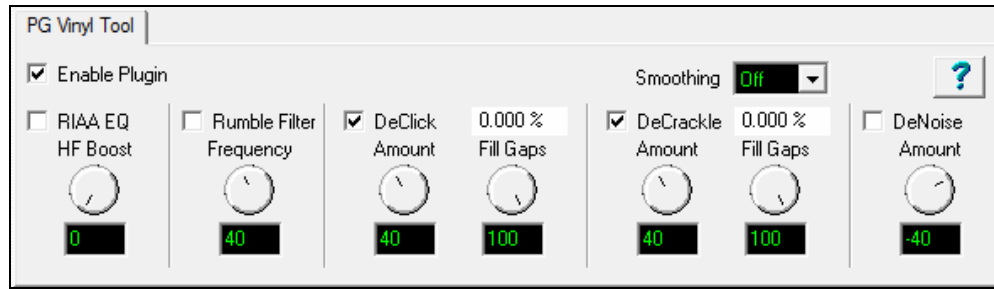 PG Vinyl Tool
Enable Plugin
Smoothing Off ?
RIAA EQ Rumble Filter DeClick 0.000 % DeCrackle 0.000 % DeNoise
HF Boost Frequency Amount Fill Gaps Amount Fill Gaps Amount
0 40 40 100 40 100 -40